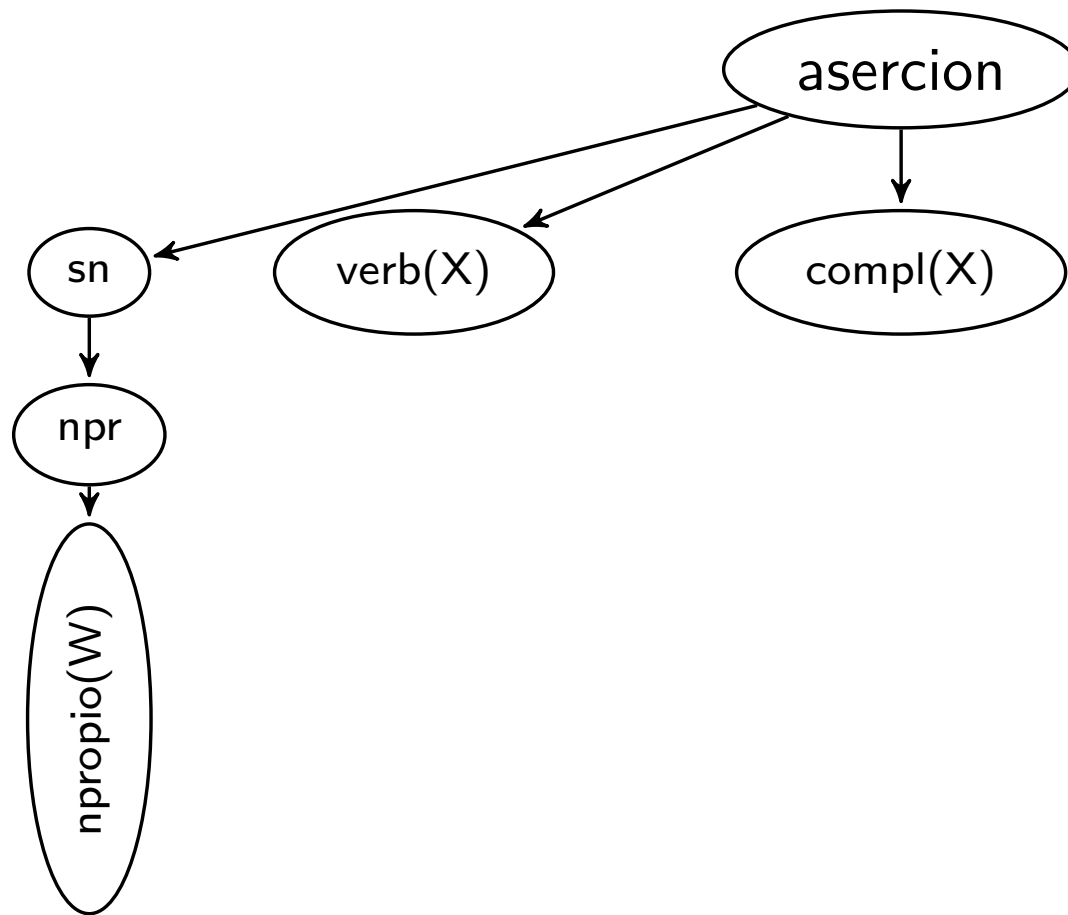 asercion
sn
verb(X)
compl(X)
npr
npropio(W)